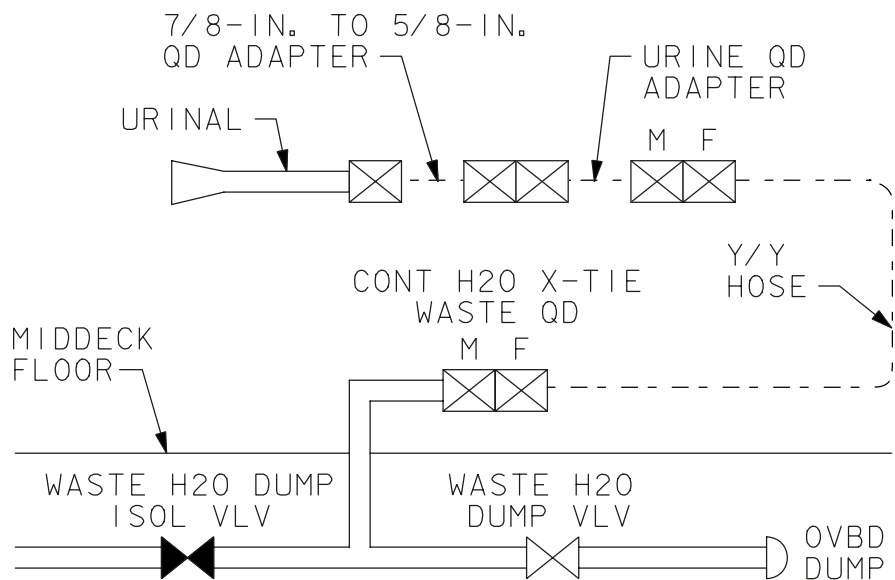 7/8-IN. TO 5/8-IN.
QD ADAPTER
URINE QD
ADAPTER
URINAL
M F
Y/Y
HOSE
CONT H2O X-TIE
WASTE QD
M F
MIDDECK
FLOOR
WASTE H2O DUMP
ISOL VLV
WASTE H2O
DUMP VLV
OVBD
DUMP